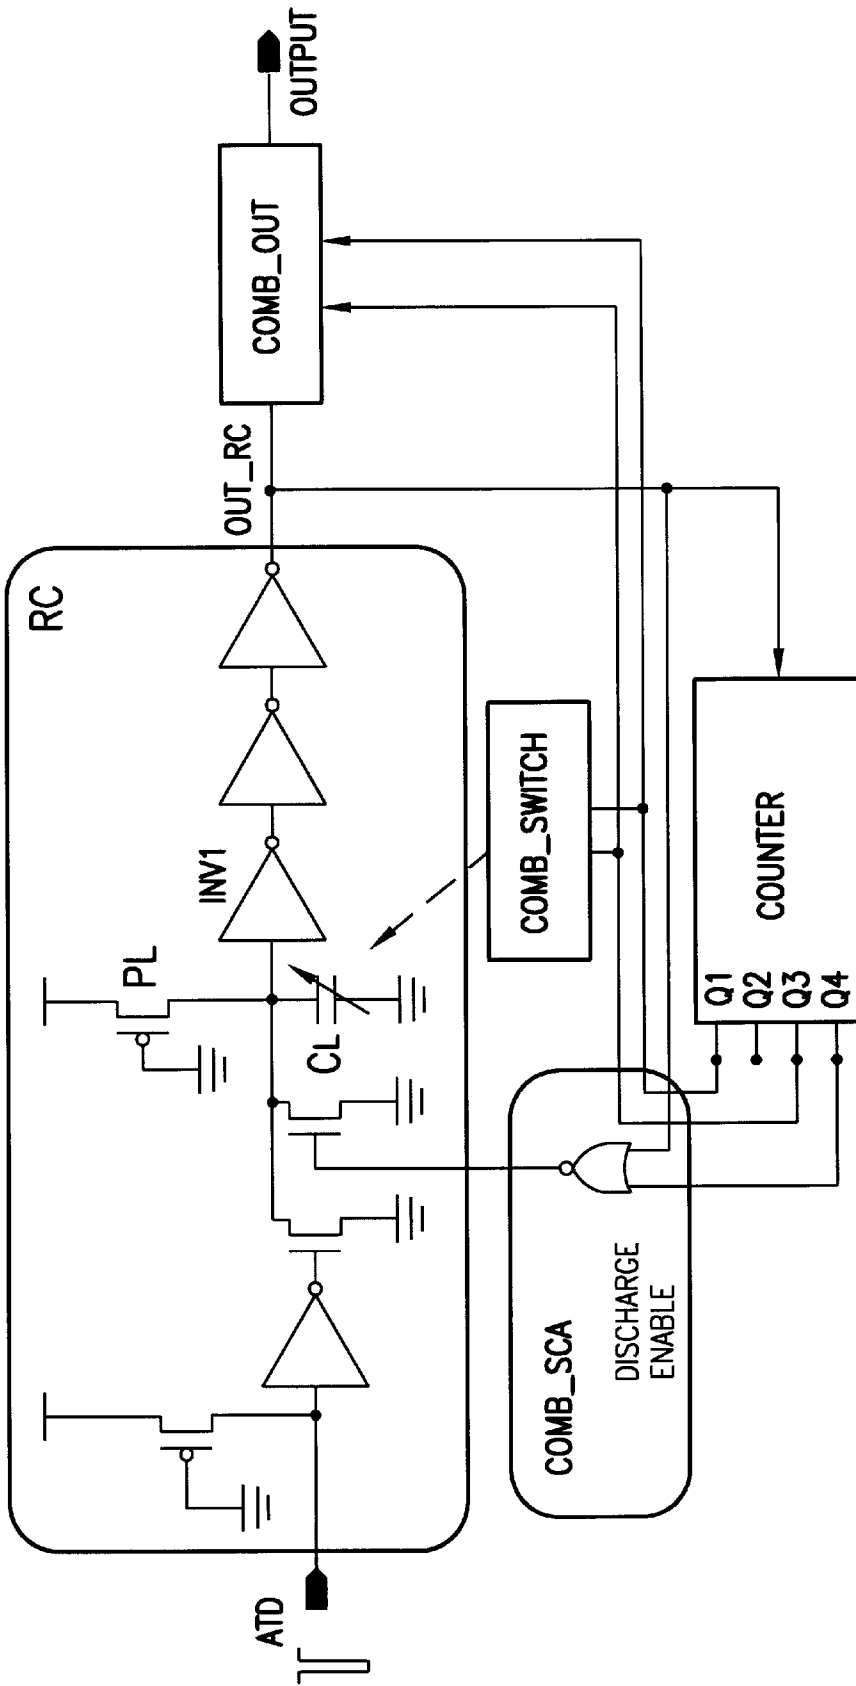 RC
PL
INV1
CL
OUT_RC
COMB_OUT
OUTPUT
ATD
COMB_SWITCH
COMB_SCA
DISCHARGE
ENABLE
Q1
Q2
Q3
Q4
COUNTER